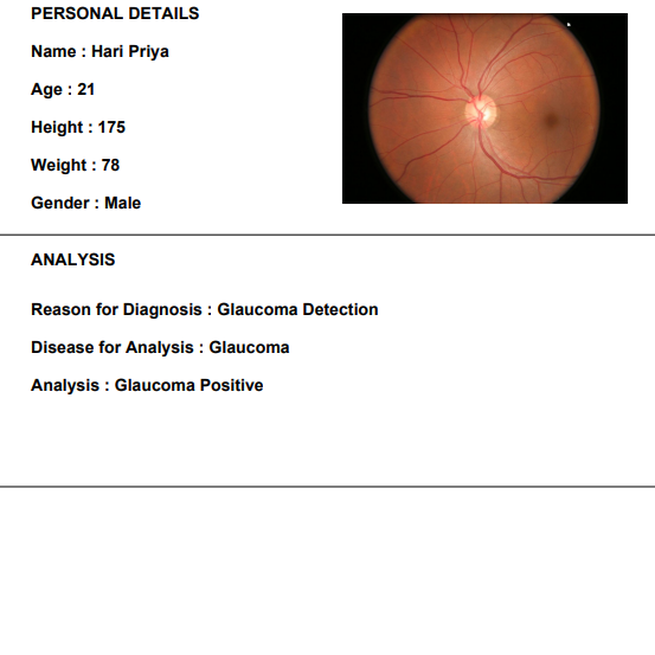 PERSONAL DETAILS
Name : Hari Priya
Age : 21
Height : 175
Weight : 78
Gender : Male
ANALYSIS
Reason for Diagnosis : Glaucoma Detection
Disease for Analysis : Glaucoma
Analysis : Glaucoma Positive